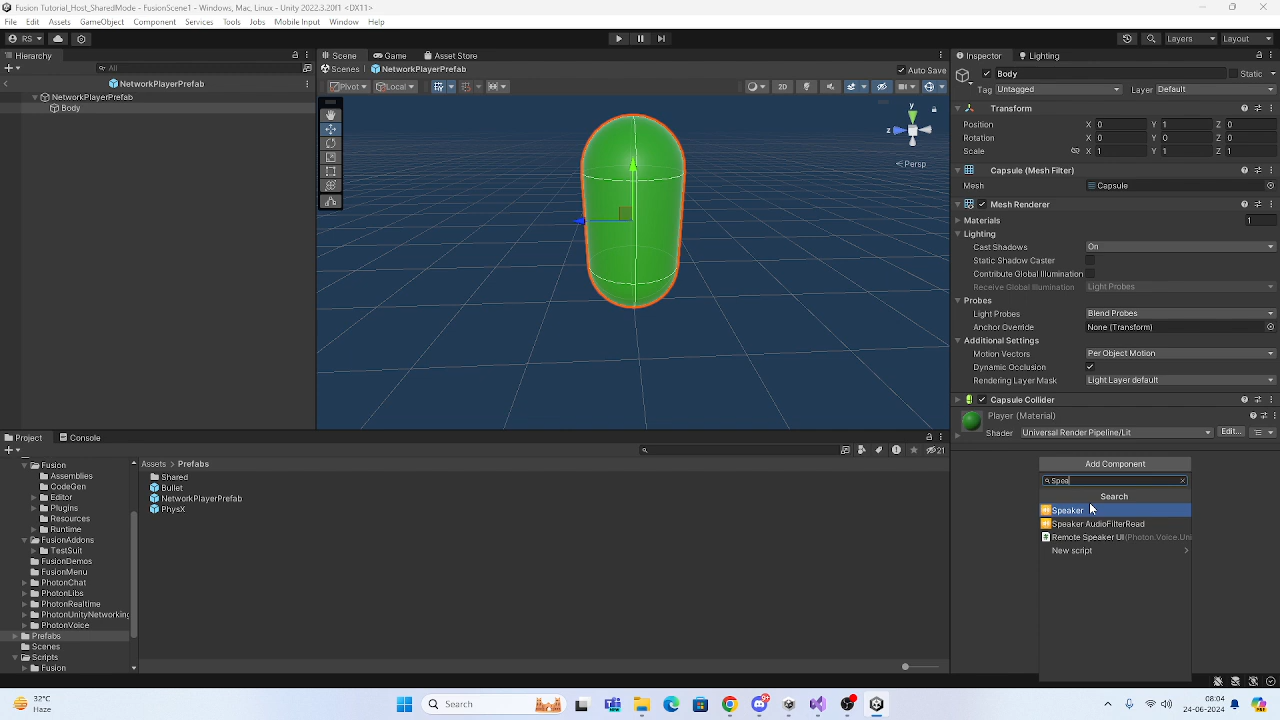 Fusion Tutorial_Host_SharedMode - FusionScene1 - Windows, Mac, Linux - Unity 2022.3.20f1 <DX11>
File Edit Assets GameObject Component Services Tools Jobs Mobile Input Window Help
RS Layers Layout
Hierarchy Scene Game Asset Store Inspector Lighting
All Scenes NetworkPlayerPrefab Auto Save Body Static
NetworkPlayerPrefab Pivot Local 2D Tag Untagged Layer Default
NetworkPlayerPrefab
Body
y
z
Persp
Transform
Position X 0 Y 1 Z 0
Rotation X 0 Y 0 Z 0
Scale X 1 Y 1 Z 1
Capsule (Mesh Filter)
Mesh Capsule
Mesh Renderer
Materials 1
Lighting
Cast Shadows On
Static Shadow Caster
Contribute Global Illumination
Receive Global Illumination Light Probes
Probes
Light Probes Blend Probes
Anchor Override None (Transform)
Additional Settings
Motion Vectors Per Object Motion
Dynamic Occlusion
Rendering Layer Mask Light Layer default
Capsule Collider
Player (Material)
Shader Universal Render Pipeline/Lit Edit...
Add Component
Spea
Search
Speaker
Speaker AudioFilterRead
Remote Speaker UI (Photon.Voice.Uni
New script
Project Console
21
Assets Prefabs
Fusion
Assemblies
CodeGen
Editor
Plugins
Resources
Runtime
FusionAddons
TestSuit
FusionDemos
FusionMenu
PhotonChat
PhotonLibs
PhotonRealtime
PhotonUnityNetworking
PhotonVoice
Prefabs
Scenes
Scripts
Fusion
Shared
Bullet
NetworkPlayerPrefab
PhysX
32°C
Haze
Search
08:04
24-06-2024